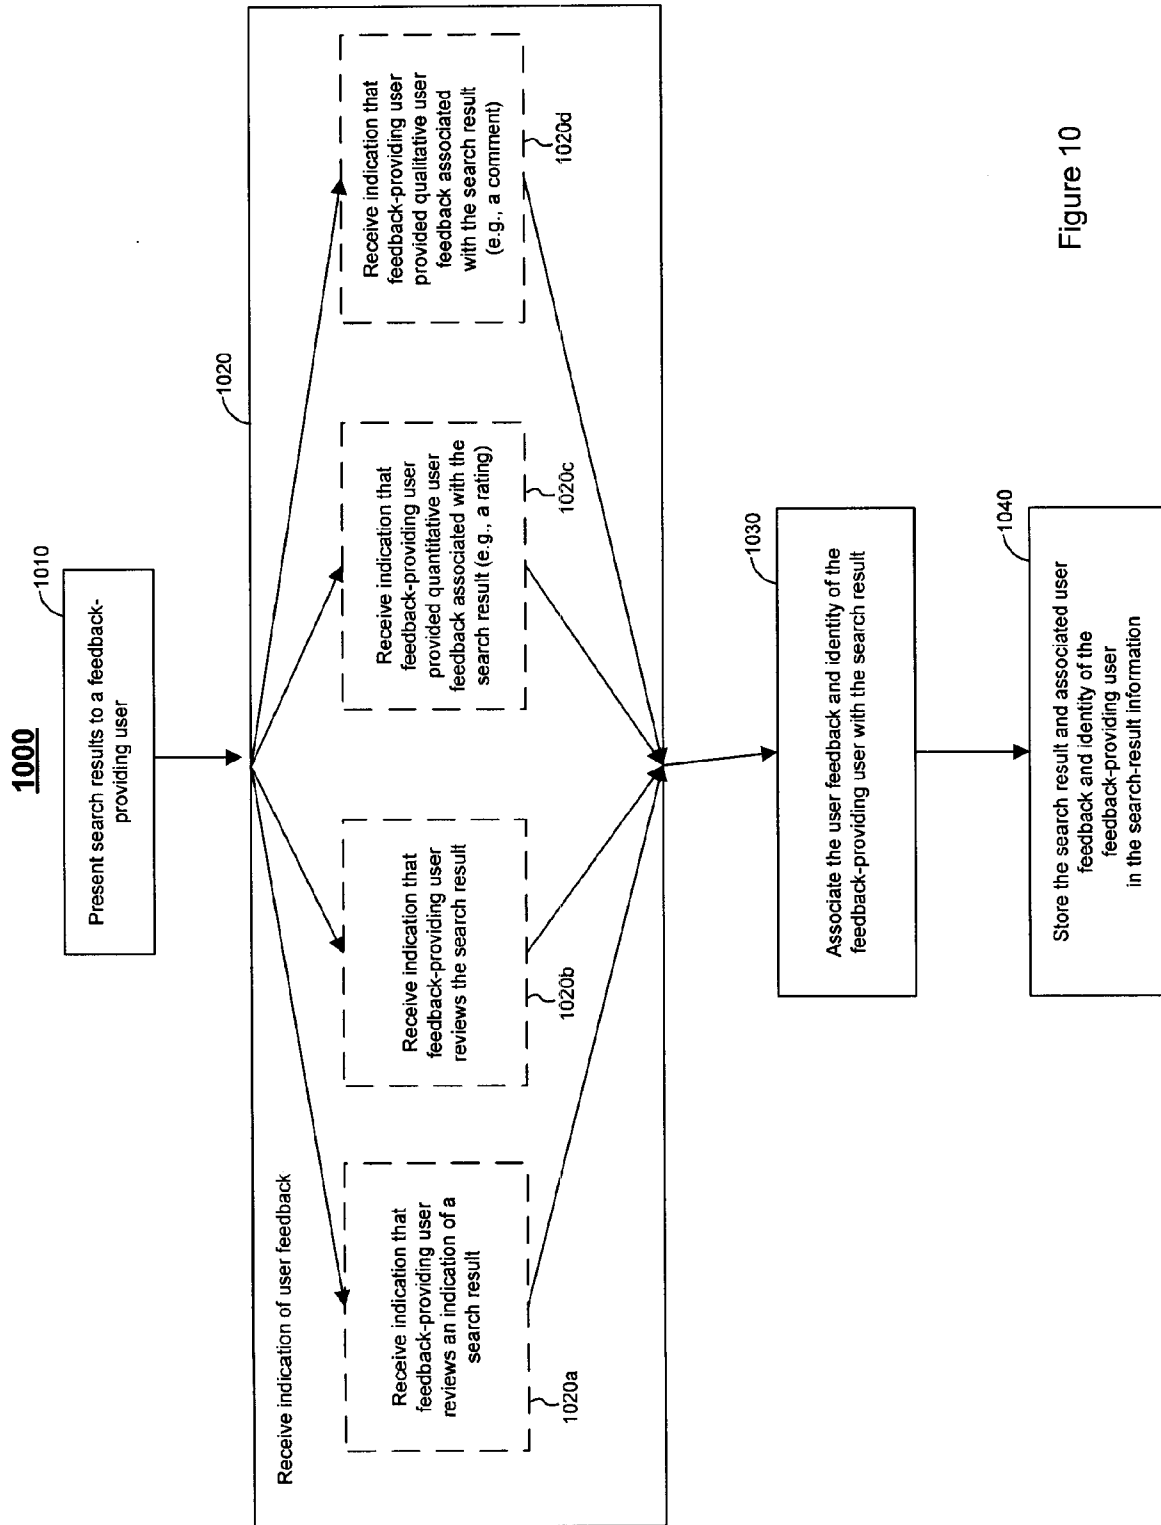 1000
1010
Present search results to a feedback-
providing user
1020
Receive indication of user feedback
Receive indication that
feedback-providing user
reviews an indication of a
search result
1020a
Receive indication that
feedback-providing user
reviews the search result
1020b
Receive indication that
feedback-providing user
provided quantitative user
feedback associated with the
search result (e.g., a rating)
1020c
Receive indication that
feedback-providing user
provided qualitative user
feedback associated
with the search result
(e.g., a comment)
1020d
1030
Associate the user feedback and identity of the
feedback-providing user with the search result
1040
Store the search result and associated user
feedback and identity of the
feedback-providing user
in the search-result information
Figure 10